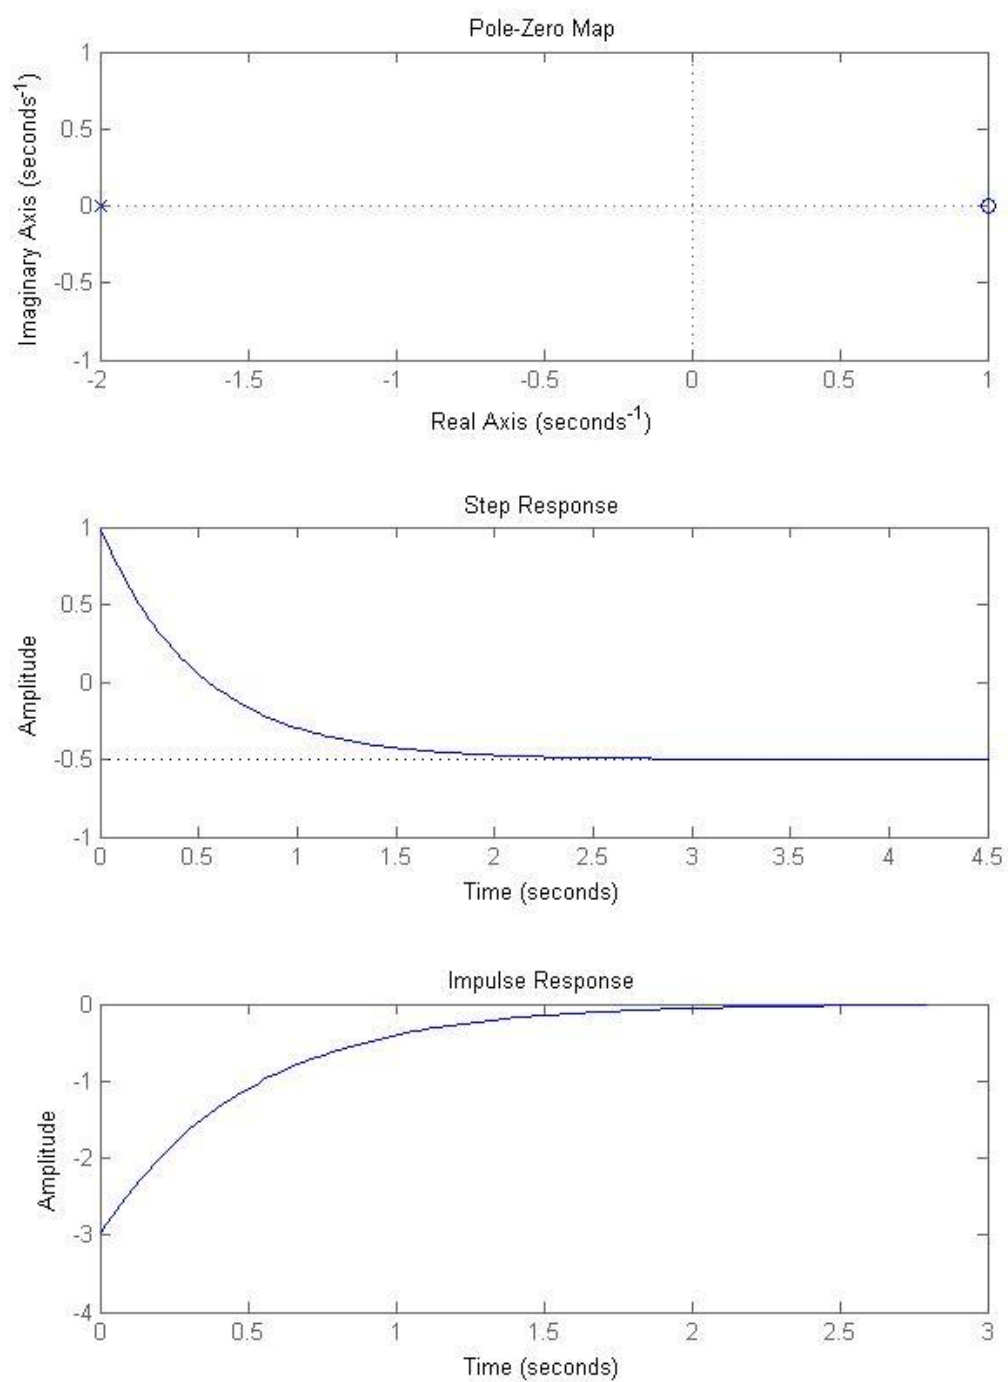 Pole-Zero Map
1
0.5
0
-0.5
-1
Imaginary Axis (seconds-1)
-2 -1.5 -1 -0.5 0 0.5 1
Real Axis (seconds-1)
Step Response
1
0.5
0
-0.5
-1
Amplitude
0 0.5 1 1.5 2 2.5 3 3.5 4 4.5
Time (seconds)
Impulse Response
0
-1
-2
-3
-4
Amplitude
0 0.5 1 1.5 2 2.5 3
Time (seconds)